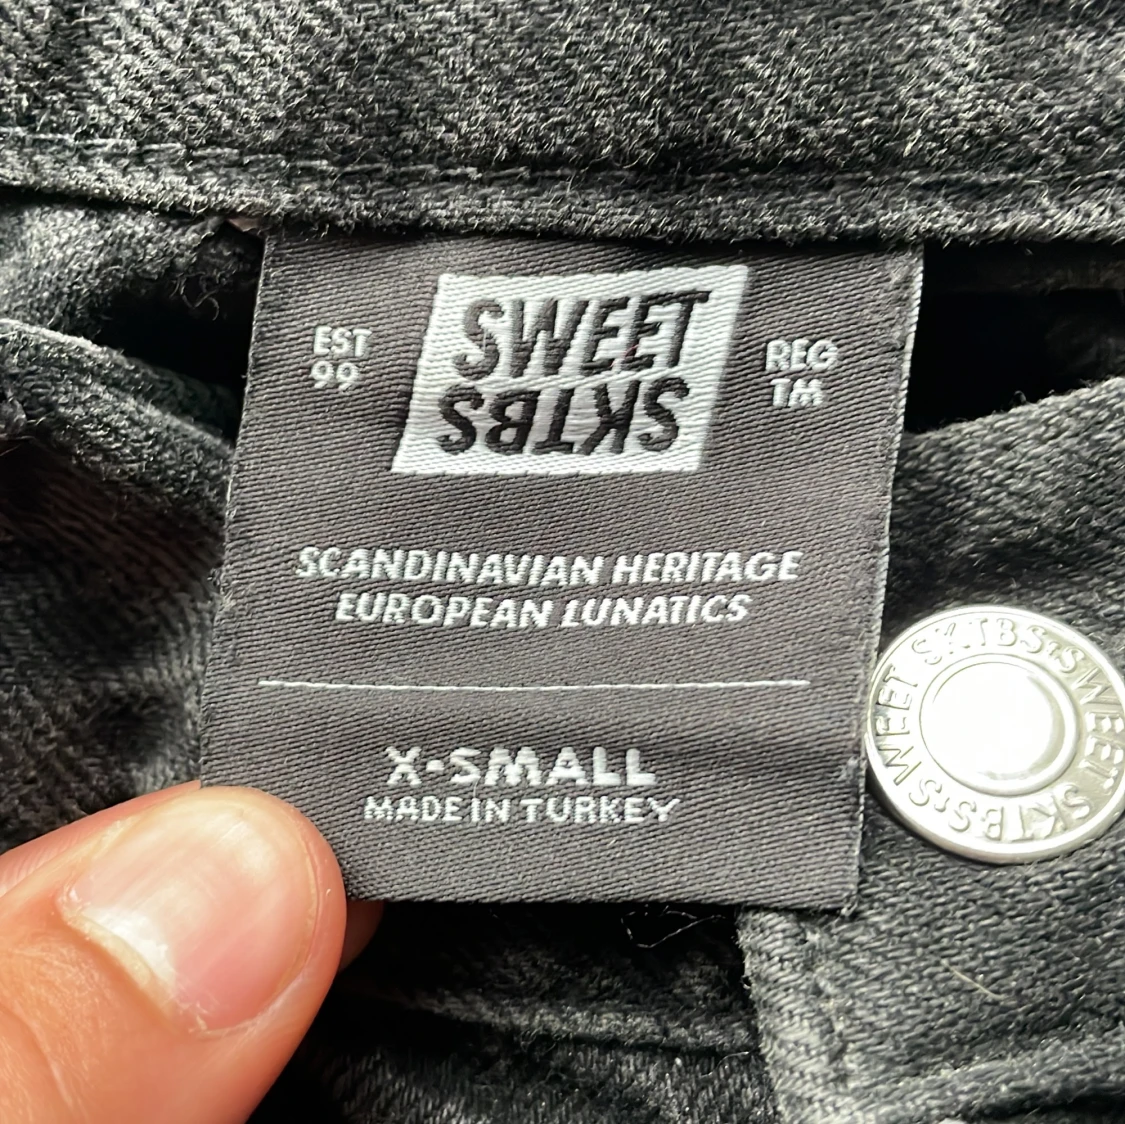 EST
99
SWEET
SKTBS
REG
TM
SCANDINAVIAN HERITAGE
EUROPEAN LUNATICS
X-SMALL
MADE IN TURKEY
SWEET SKTBS*SWEET SKTBS*